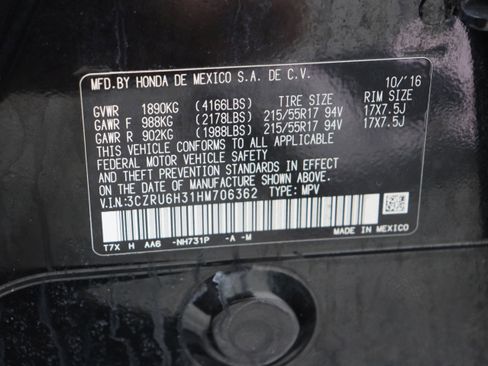 MFD.BY HONDA DE MEXICO S.A. DE C.V. 10/'16
GVWR 1890KG (4166LBS) TIRE SIZE RIM SIZE
GAWR F 988KG (2178LBS) 215/55R17 94V 17X7.5J
GAWR R 902KG (1988LBS) 215/55R17 94V 17X7.5J
THIS VEHICLE CONFORMS TO ALL APPLICABLE
FEDERAL MOTOR VEHICLE SAFETY
AND THEFT PREVENTION STANDARDS IN EFFECT
ON THE DATE OF MANUFACTURE SHOWN ABOVE.
V.I.N:3CZRU6H31HM706362 TYPE: MPV
T7X H AA6 -NH731P -A -M MADE IN MEXICO